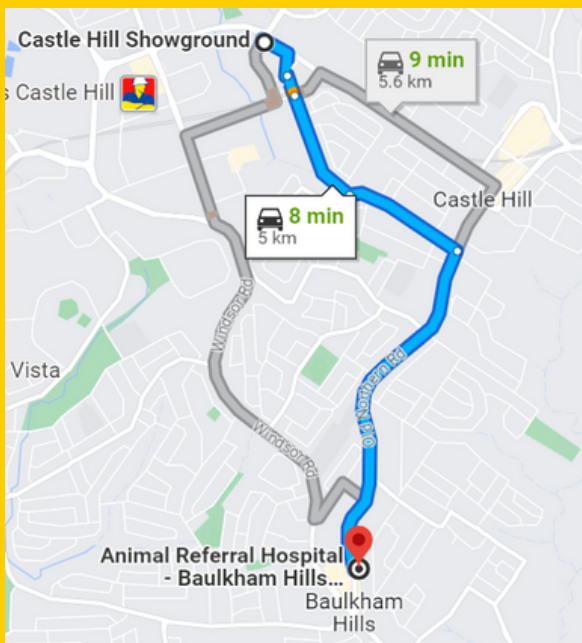 Castle Hill Showground
9 min
5.6 km
s Castle Hill
Castle Hill
8 min
5 km
Windsor Rd
Vista
Old Northern Rd
Windsor Rd
Animal Referral Hospital
- Baulkham Hills...
Baulkham
Hills